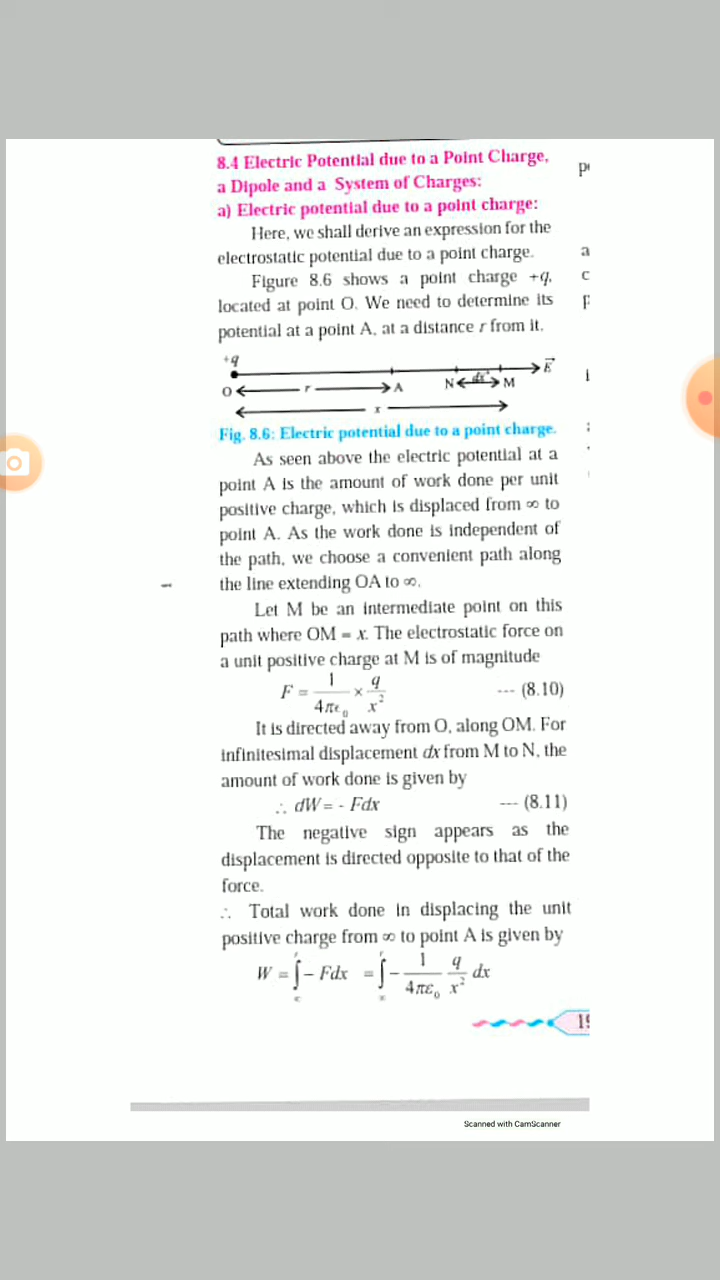 8.4 Electric Potential due to a Point Charge,
a Dipole and a System of Charges:
a) Electric potential due to a point charge:
Here, we shall derive an expression for the
electrostatic potential due to a point charge.
Figure 8.6 shows a point charge +q,
located at point O. We need to determine its
potential at a point A, at a distance r from it.
+q
E⃗
O r A N dx M
x
Fig. 8.6: Electric potential due to a point charge.
As seen above the electric potential at a
point A is the amount of work done per unit
positive charge, which is displaced from ∞ to
point A. As the work done is independent of
the path, we choose a convenient path along
the line extending OA to ∞.
Let M be an intermediate point on this
path where OM = x. The electrostatic force on
a unit positive charge at M is of magnitude
F = 1/4πε₀ × q/x² --- (8.10)
It is directed away from O, along OM. For
infinitesimal displacement dx from M to N, the
amount of work done is given by
∴ dW = - Fdx --- (8.11)
The negative sign appears as the
displacement is directed opposite to that of the
force.
∴ Total work done in displacing the unit
positive charge from ∞ to point A is given by
W = ∫ - Fdx = ∫ - 1/4πε₀ q/x² dx
Scanned with CamScanner